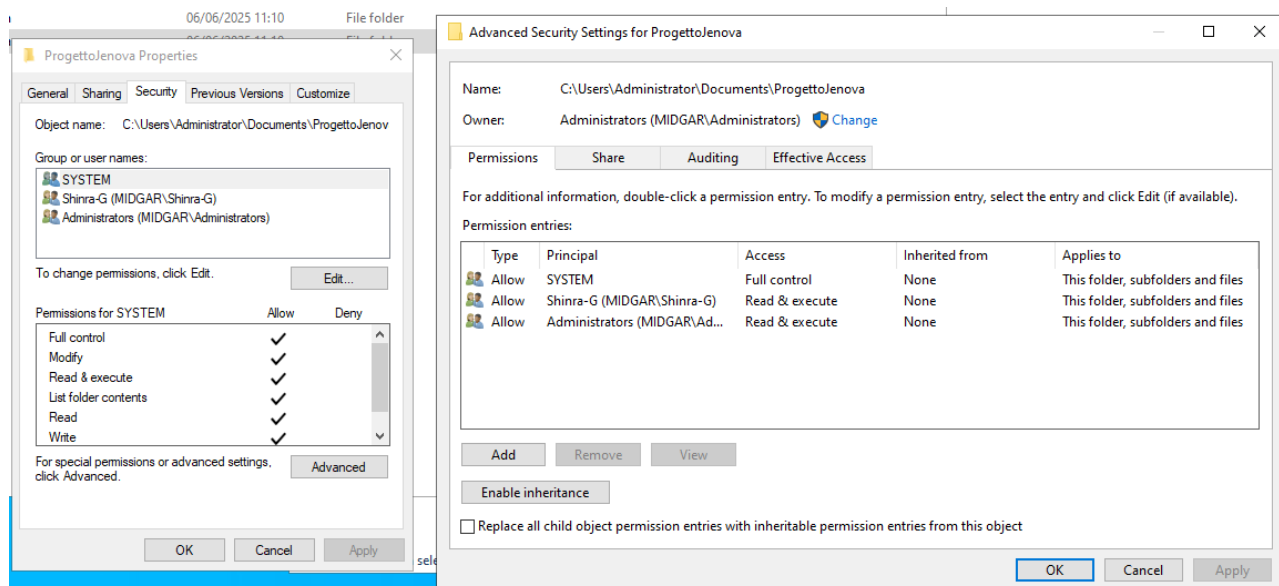 06/06/2025 11:10 File folder
ProgettoJenova Properties
General Sharing Security Previous Versions Customize
Object name: C:\Users\Administrator\Documents\ProgettoJenov
Group or user names:
SYSTEM
Shinra-G (MIDGAR\Shinra-G)
Administrators (MIDGAR\Administrators)
To change permissions, click Edit.
Edit...
Permissions for SYSTEM Allow Deny
Full control
Modify
Read & execute
List folder contents
Read
Write
For special permissions or advanced settings,
click Advanced.
Advanced
OK Cancel Apply
sele
Advanced Security Settings for ProgettoJenova
Name: C:\Users\Administrator\Documents\ProgettoJenova
Owner: Administrators (MIDGAR\Administrators) Change
Permissions Share Auditing Effective Access
For additional information, double-click a permission entry. To modify a permission entry, select the entry and click Edit (if available).
Permission entries:
Type Principal Access Inherited from Applies to
Allow SYSTEM Full control None This folder, subfolders and files
Allow Shinra-G (MIDGAR\Shinra-G) Read & execute None This folder, subfolders and files
Allow Administrators (MIDGAR\Ad... Read & execute None This folder, subfolders and files
Add Remove View
Enable inheritance
Replace all child object permission entries with inheritable permission entries from this object
OK Cancel Apply